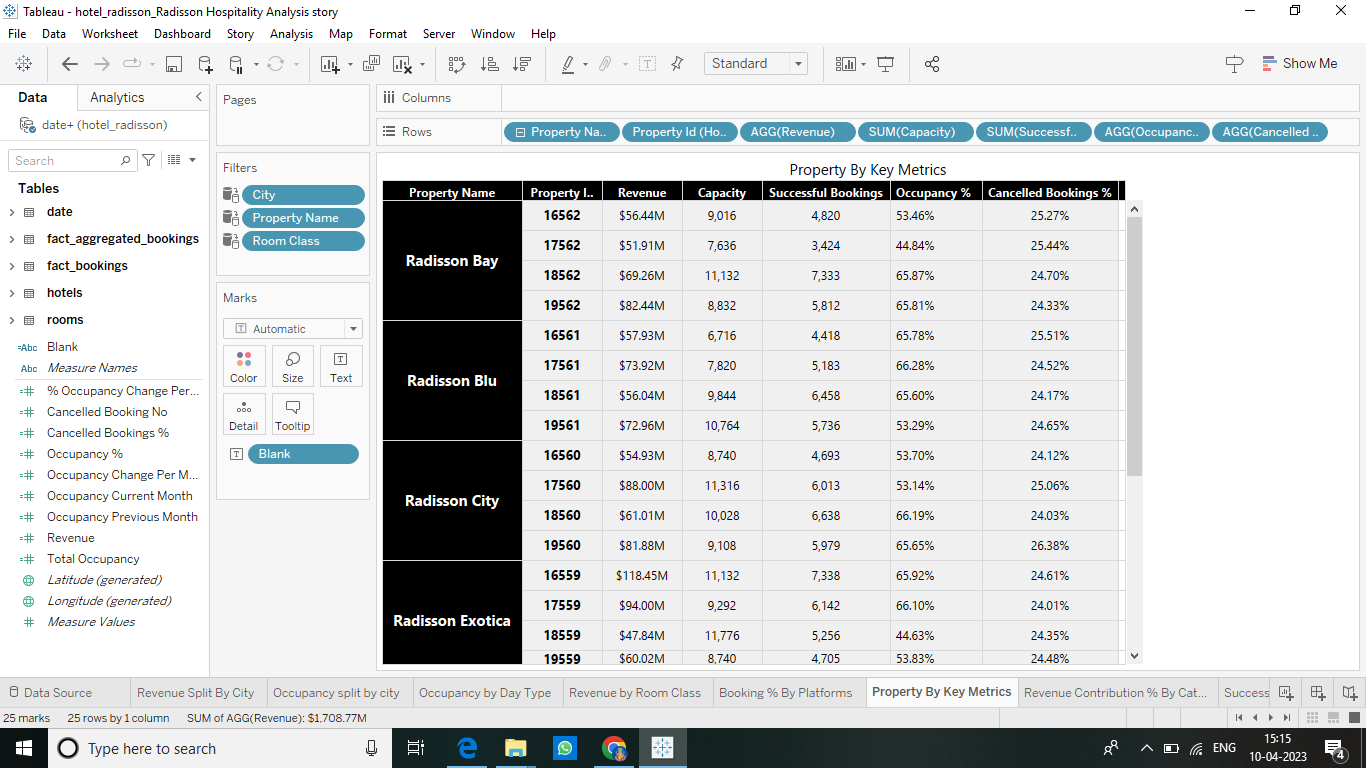 Tableau - hotel_radisson_Radisson Hospitality Analysis story
File Data Worksheet Dashboard Story Analysis Map Format Server Window Help
Standard
Show Me
Data Analytics
date+ (hotel_radisson)
Search
Tables
date
fact_aggregated_bookings
fact_bookings
hotels
rooms
=Abc Blank
Abc Measure Names
% Occupancy Change Per...
Cancelled Booking No
Cancelled Bookings %
Occupancy %
Occupancy Change Per M...
Occupancy Current Month
Occupancy Previous Month
Revenue
Total Occupancy
Latitude (generated)
Longitude (generated)
Measure Values
Pages
Filters
City
Property Name
Room Class
Marks
Automatic
Color Size Text
Detail Tooltip
Blank
Columns
Rows Property Na.. Property Id (Ho.. AGG(Revenue) SUM(Capacity) SUM(Successf.. AGG(Occupanc.. AGG(Cancelled ..
Property By Key Metrics
Property Name Property I.. Revenue Capacity Successful Bookings Occupancy % Cancelled Bookings %
Radisson Bay
16562 $56.44M 9,016 4,820 53.46% 25.27%
17562 $51.91M 7,636 3,424 44.84% 25.44%
18562 $69.26M 11,132 7,333 65.87% 24.70%
19562 $82.44M 8,832 5,812 65.81% 24.33%
Radisson Blu
16561 $57.93M 6,716 4,418 65.78% 25.51%
17561 $73.92M 7,820 5,183 66.28% 24.52%
18561 $56.04M 9,844 6,458 65.60% 24.17%
19561 $72.96M 10,764 5,736 53.29% 24.65%
Radisson City
16560 $54.93M 8,740 4,693 53.70% 24.12%
17560 $88.00M 11,316 6,013 53.14% 25.06%
18560 $61.01M 10,028 6,638 66.19% 24.03%
19560 $81.88M 9,108 5,979 65.65% 26.38%
Radisson Exotica
16559 $118.45M 11,132 7,338 65.92% 24.61%
17559 $94.00M 9,292 6,142 66.10% 24.01%
18559 $47.84M 11,776 5,256 44.63% 24.35%
19559 $60.02M 8,740 4,705 53.83% 24.48%
Data Source Revenue Split By City Occupancy split by city Occupancy by Day Type Revenue by Room Class Booking % By Platforms Property By Key Metrics Revenue Contribution % By Cat... Success
25 marks 25 rows by 1 column SUM of AGG(Revenue): $1,708.77M
Type here to search
ENG
15:15
10-04-2023
4